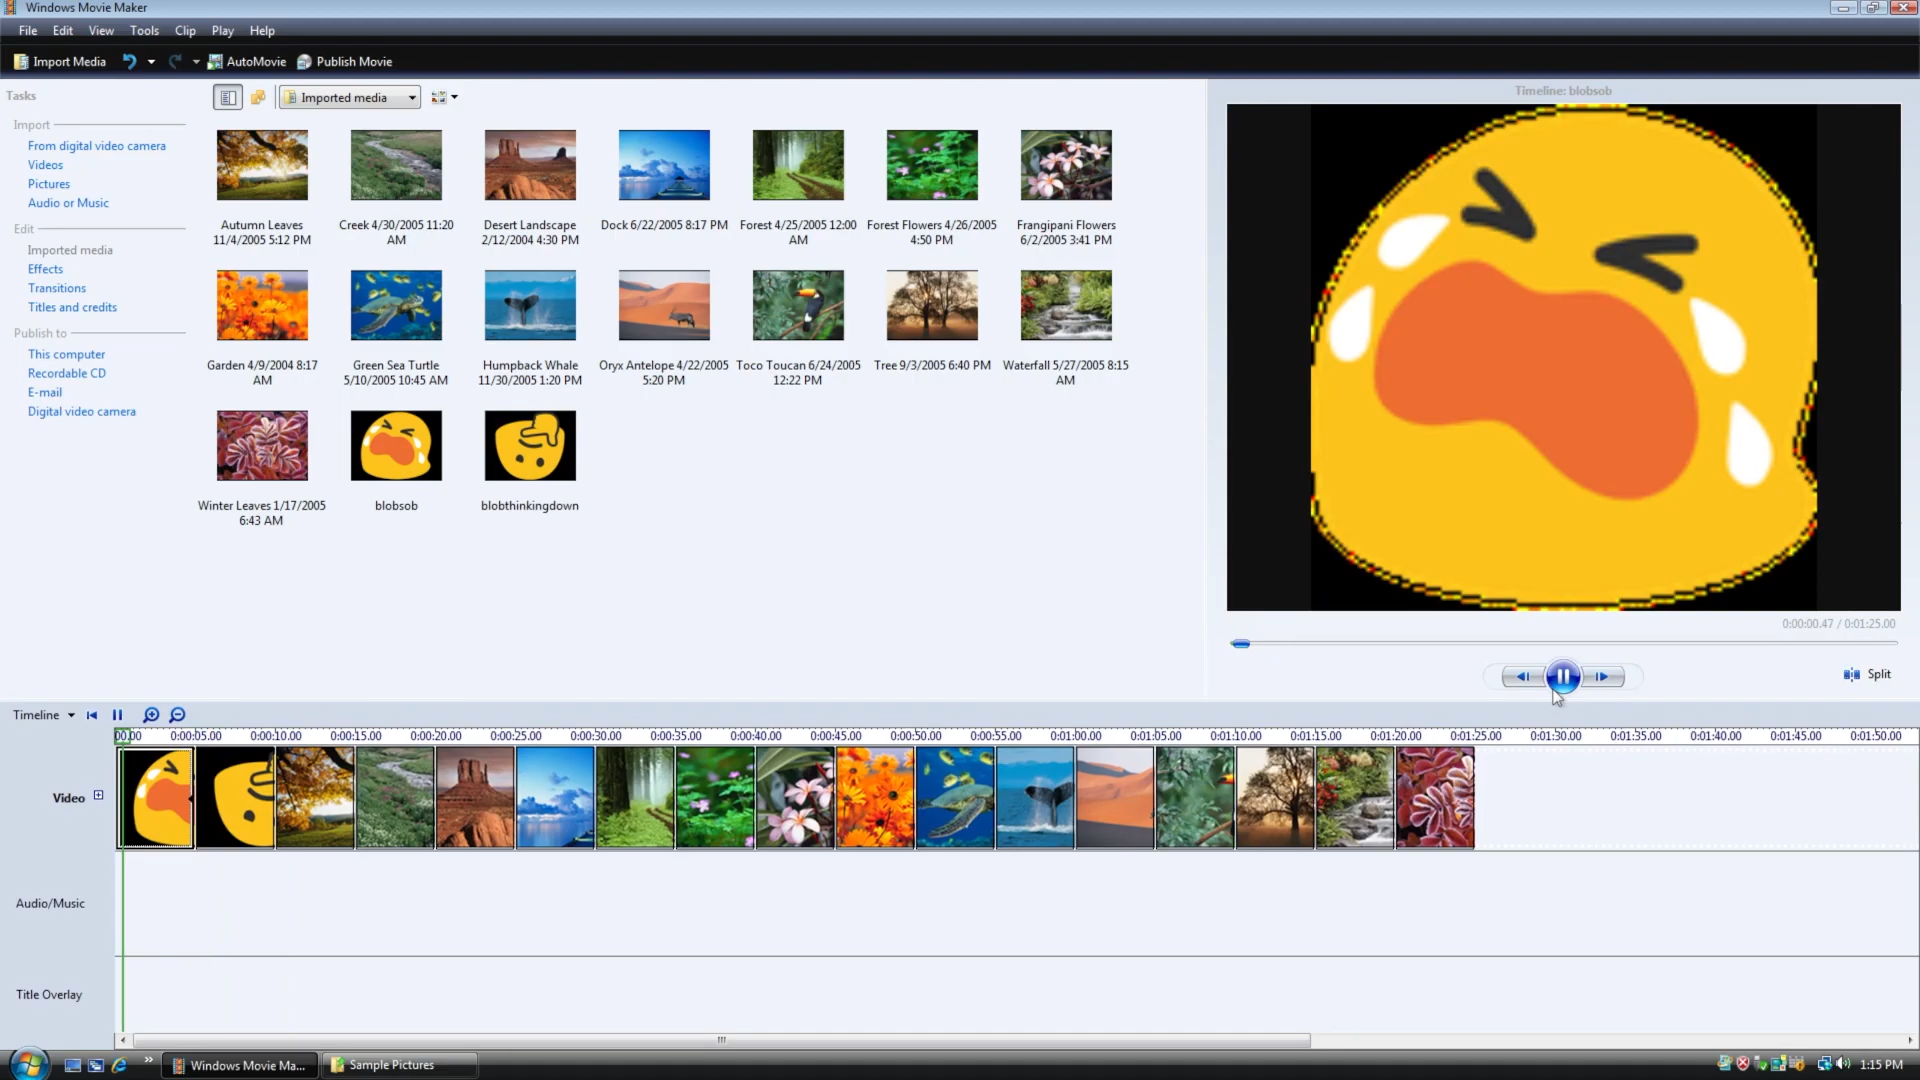 Windows Movie Maker
File Edit View Tools Clip Play Help
Import Media AutoMovie Publish Movie
Tasks
Imported media
Timeline: blobsob
Import
From digital video camera
Videos
Pictures
Audio or Music
Edit
Imported media
Effects
Transitions
Titles and credits
Publish to
This computer
Recordable CD
E-mail
Digital video camera
Autumn Leaves
11/4/2005 5:12 PM
Creek 4/30/2005 11:20
AM
Desert Landscape
2/12/2004 4:30 PM
Dock 6/22/2005 8:17 PM
Forest 4/25/2005 12:00
AM
Forest Flowers 4/26/2005
4:50 PM
Frangipani Flowers
6/2/2005 3:41 PM
Garden 4/9/2004 8:17
AM
Green Sea Turtle
5/10/2005 10:45 AM
Humpback Whale
11/30/2005 1:20 PM
Oryx Antelope 4/22/2005
5:20 PM
Toco Toucan 6/24/2005
12:22 PM
Tree 9/3/2005 6:40 PM
Waterfall 5/27/2005 8:15
AM
Winter Leaves 1/17/2005
6:43 AM
blobsob
blobthinkingdown
0:00:00.47 / 0:01:25.00
Split
Timeline
00.00 0:00:05.00 0:00:10.00 0:00:15.00 0:00:20.00 0:00:25.00 0:00:30.00 0:00:35.00 0:00:40.00 0:00:45.00 0:00:50.00 0:00:55.00 0:01:00.00 0:01:05.00 0:01:10.00 0:01:15.00 0:01:20.00 0:01:25.00 0:01:30.00 0:01:35.00 0:01:40.00 0:01:45.00 0:01:50.00
Video
Audio/Music
Title Overlay
Windows Movie Ma... Sample Pictures 1:15 PM